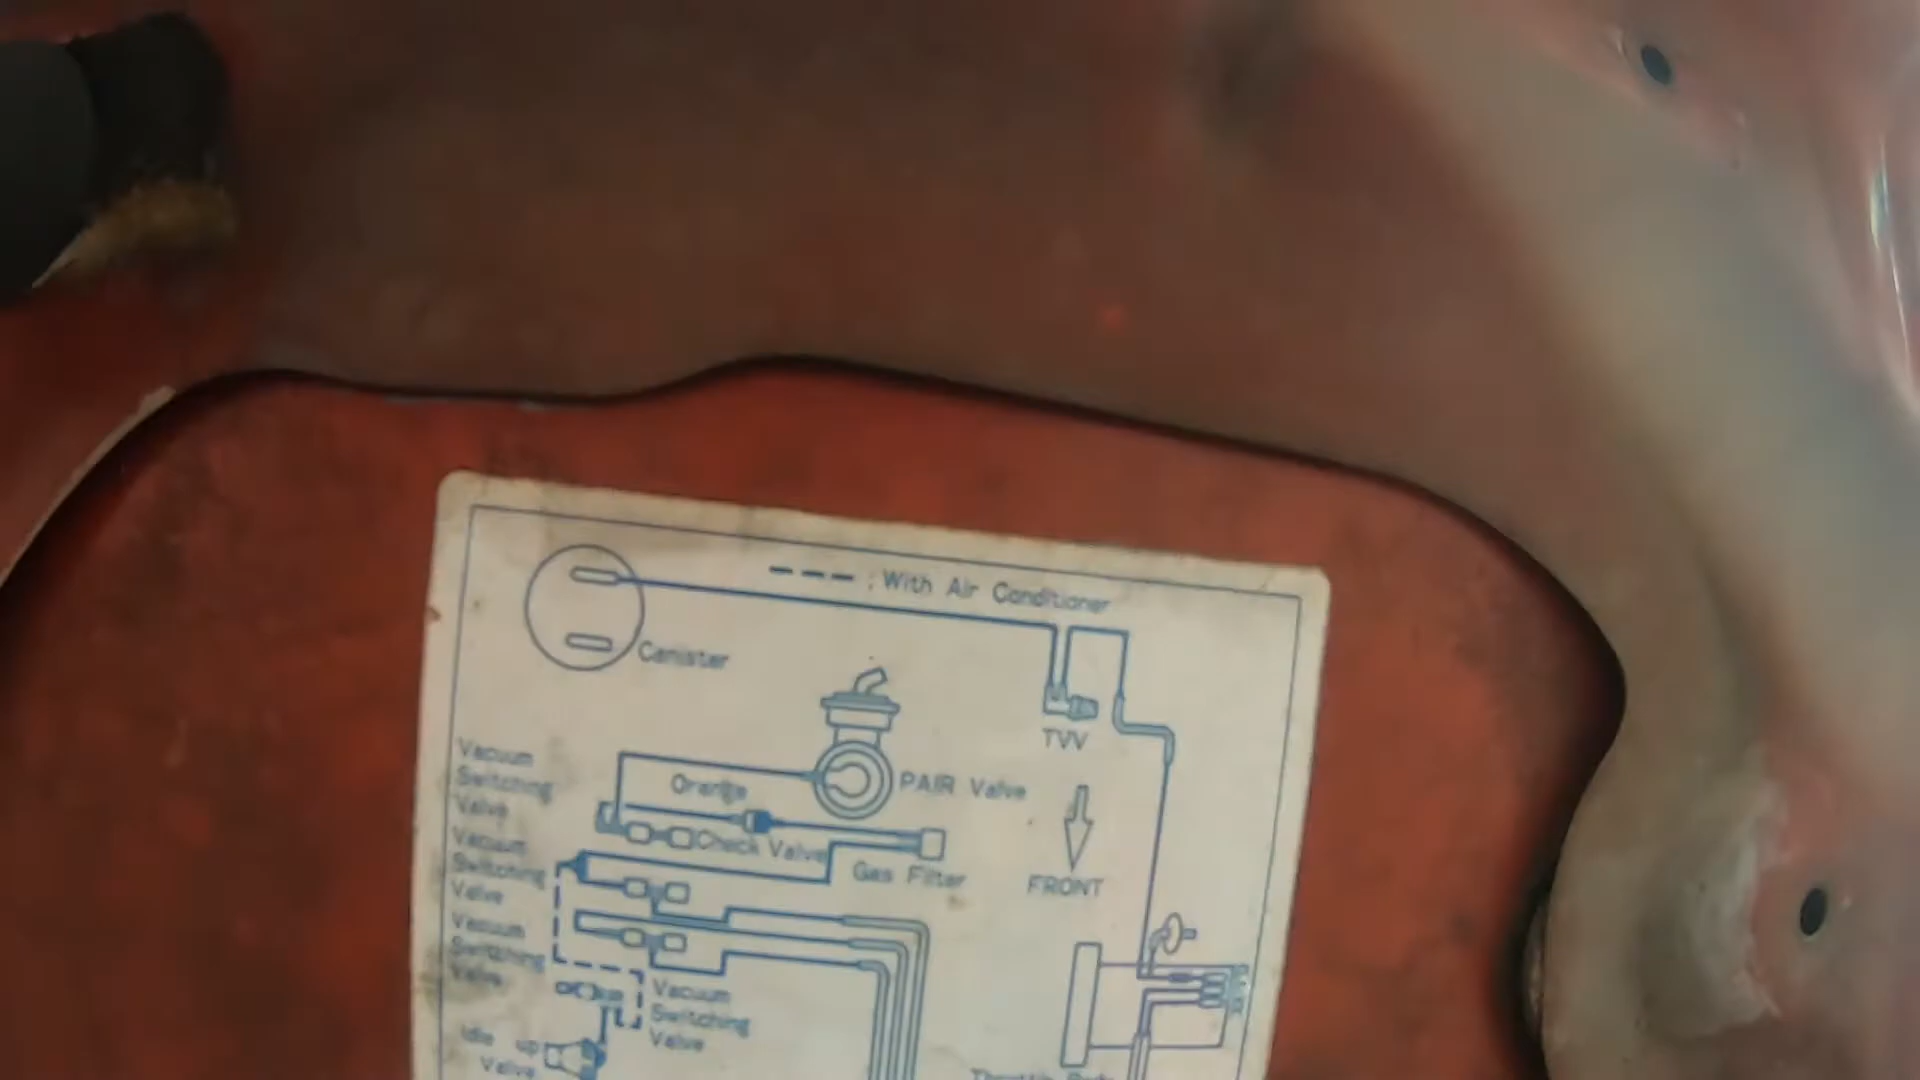 ; With Air Conditioner
Canister
TVV
Vacuum
Switching
Valve
Orange
PAIR Valve
Check Valve
Gas Filter
FRONT
Vacuum
Switching
Valve
Vacuum
Switching
Valve
Vacuum
Switching
Valve
Idle up
Valve